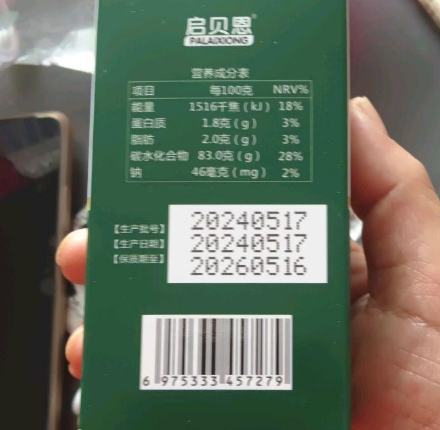 启贝恩®
PALAIXIONG
营养成分表
项目 每100克 NRV%
能量 1516千焦(kJ) 18%
蛋白质 1.8克(g) 3%
脂肪 2.0克(g) 3%
碳水化合物 83.0克(g) 28%
钠 46毫克(mg) 2%
【生产批号】 20240517
【生产日期】 20240517
【保质期至】 20260516
6 975333 457279